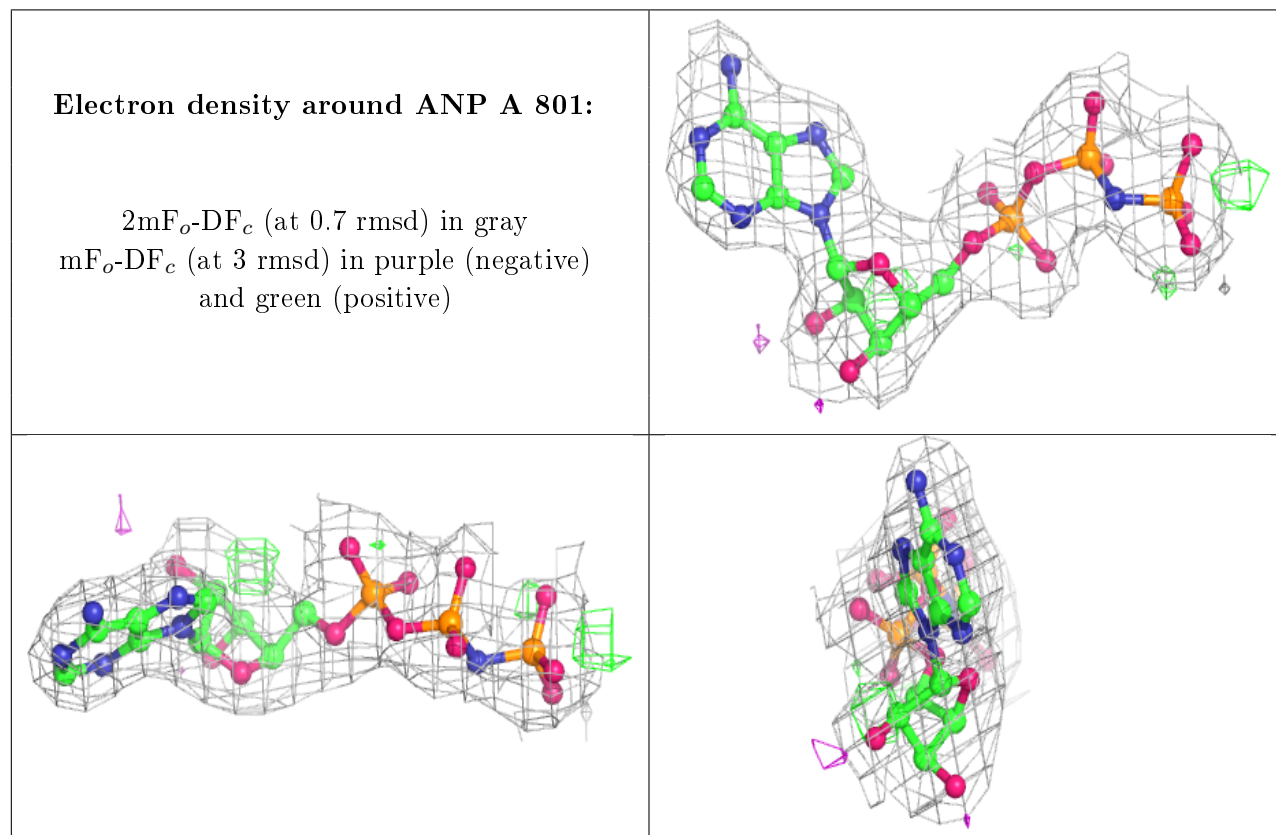 Electron density around ANP A 801:
2mFo-DFc (at 0.7 rmsd) in gray
mFo-DFc (at 3 rmsd) in purple (negative)
and green (positive)